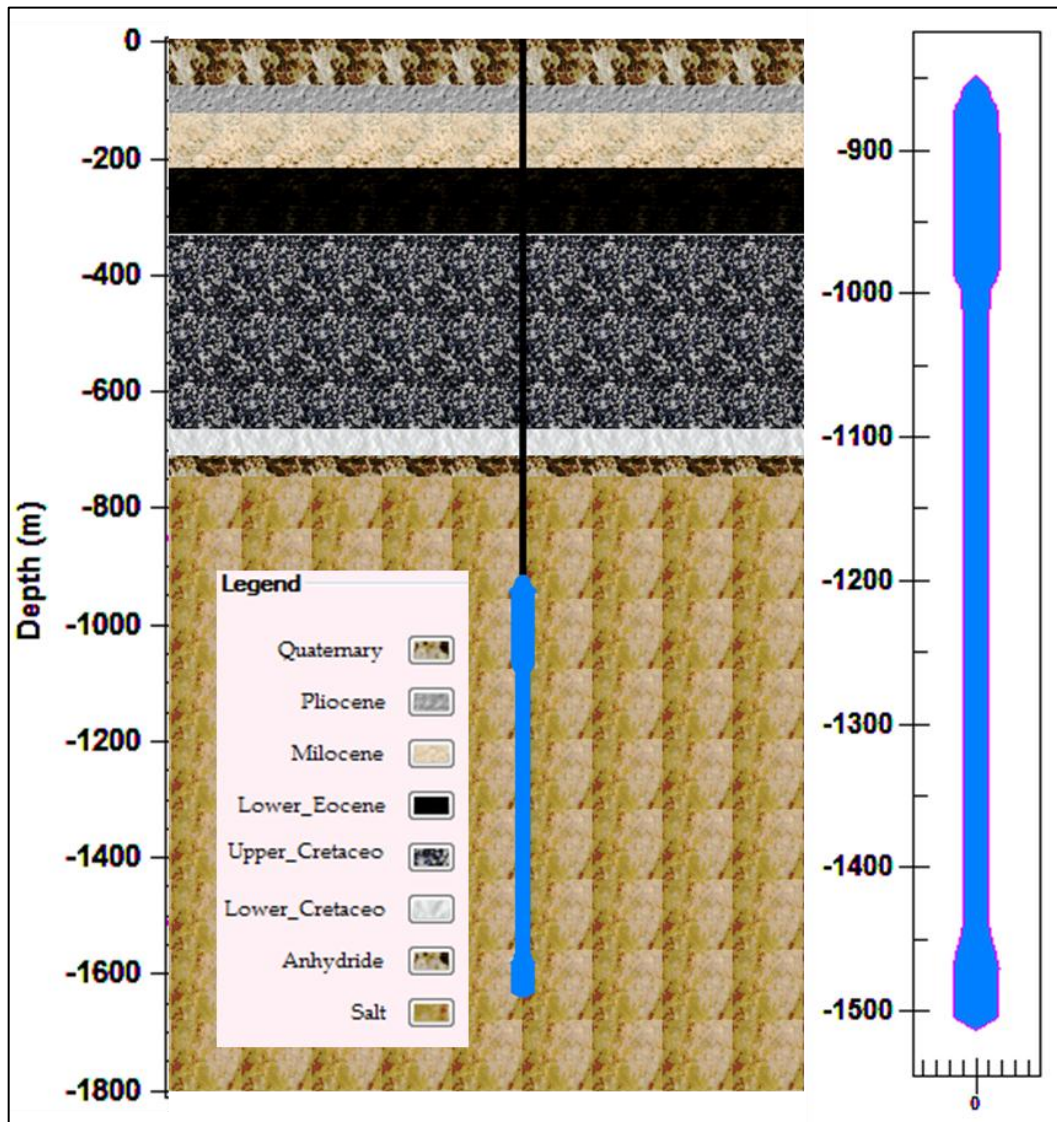 0
-200
-400
-600
-800
-1000
-1200
-1400
-1600
-1800
Depth (m)
Legend
Quaternary
Pliocene
Milocene
Lower_Eocene
Upper_Cretaceo
Lower_Cretaceo
Anhydride
Salt
-900
-1000
-1100
-1200
-1300
-1400
-1500
0